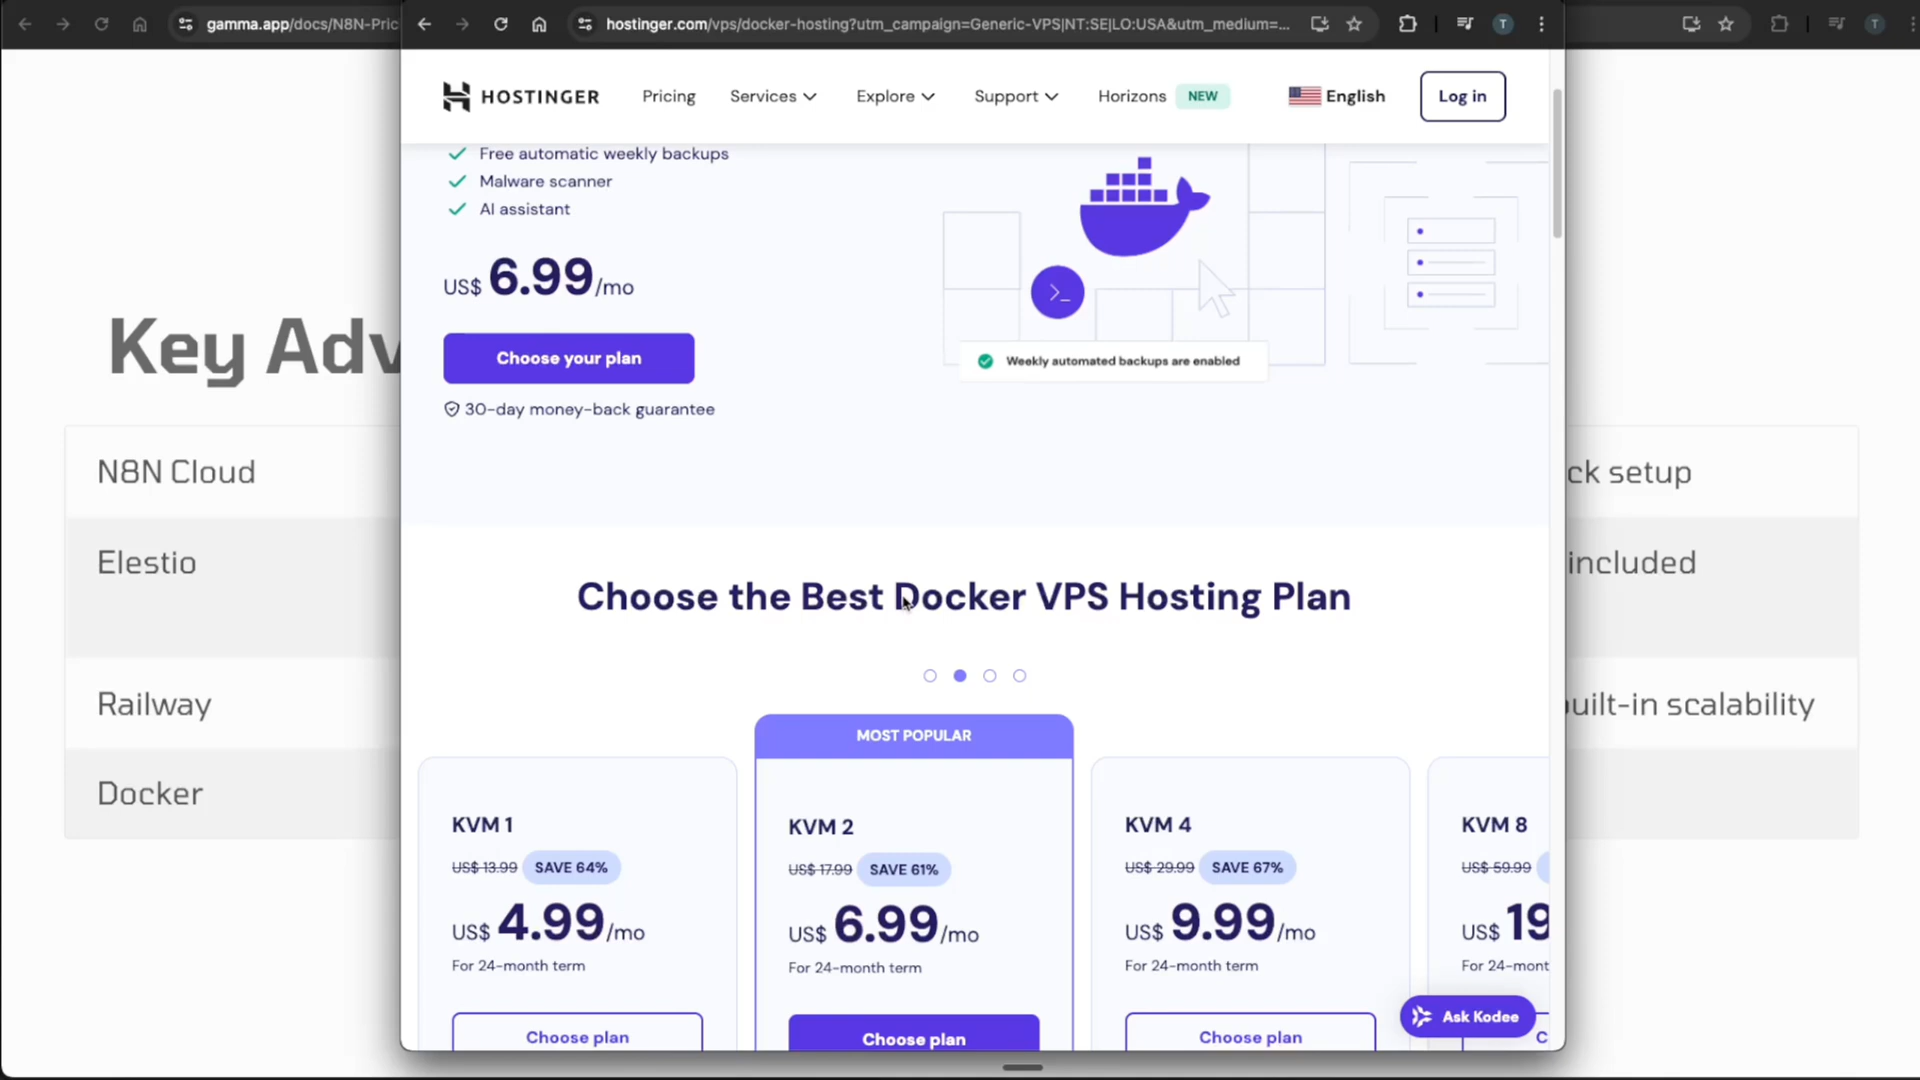 gamma.app/docs/N8N-Pric
hostinger.com/vps/docker-hosting?utm_campaign=Generic-VPS|NT:SE|LO:USA&utm_medium=...
T
T
HOSTINGER
Pricing
Services
Explore
Support
Horizons
NEW
English
Log in
Free automatic weekly backups
Malware scanner
AI assistant
US$ 6.99/mo
Choose your plan
30-day money-back guarantee
>_
Weekly automated backups are enabled
Key Adv
N8N Cloud
ck setup
Elestio
included
Railway
built-in scalability
Docker
Choose the Best Docker VPS Hosting Plan
MOST POPULAR
KVM 1
US$ 13.99 SAVE 64%
US$ 4.99/mo
For 24-month term
Choose plan
KVM 2
US$ 17.99 SAVE 61%
US$ 6.99/mo
For 24-month term
Choose plan
KVM 4
US$ 29.99 SAVE 67%
US$ 9.99/mo
For 24-month term
Choose plan
KVM 8
US$ 59.99
US$ 19
For 24-mont
C
Ask Kodee